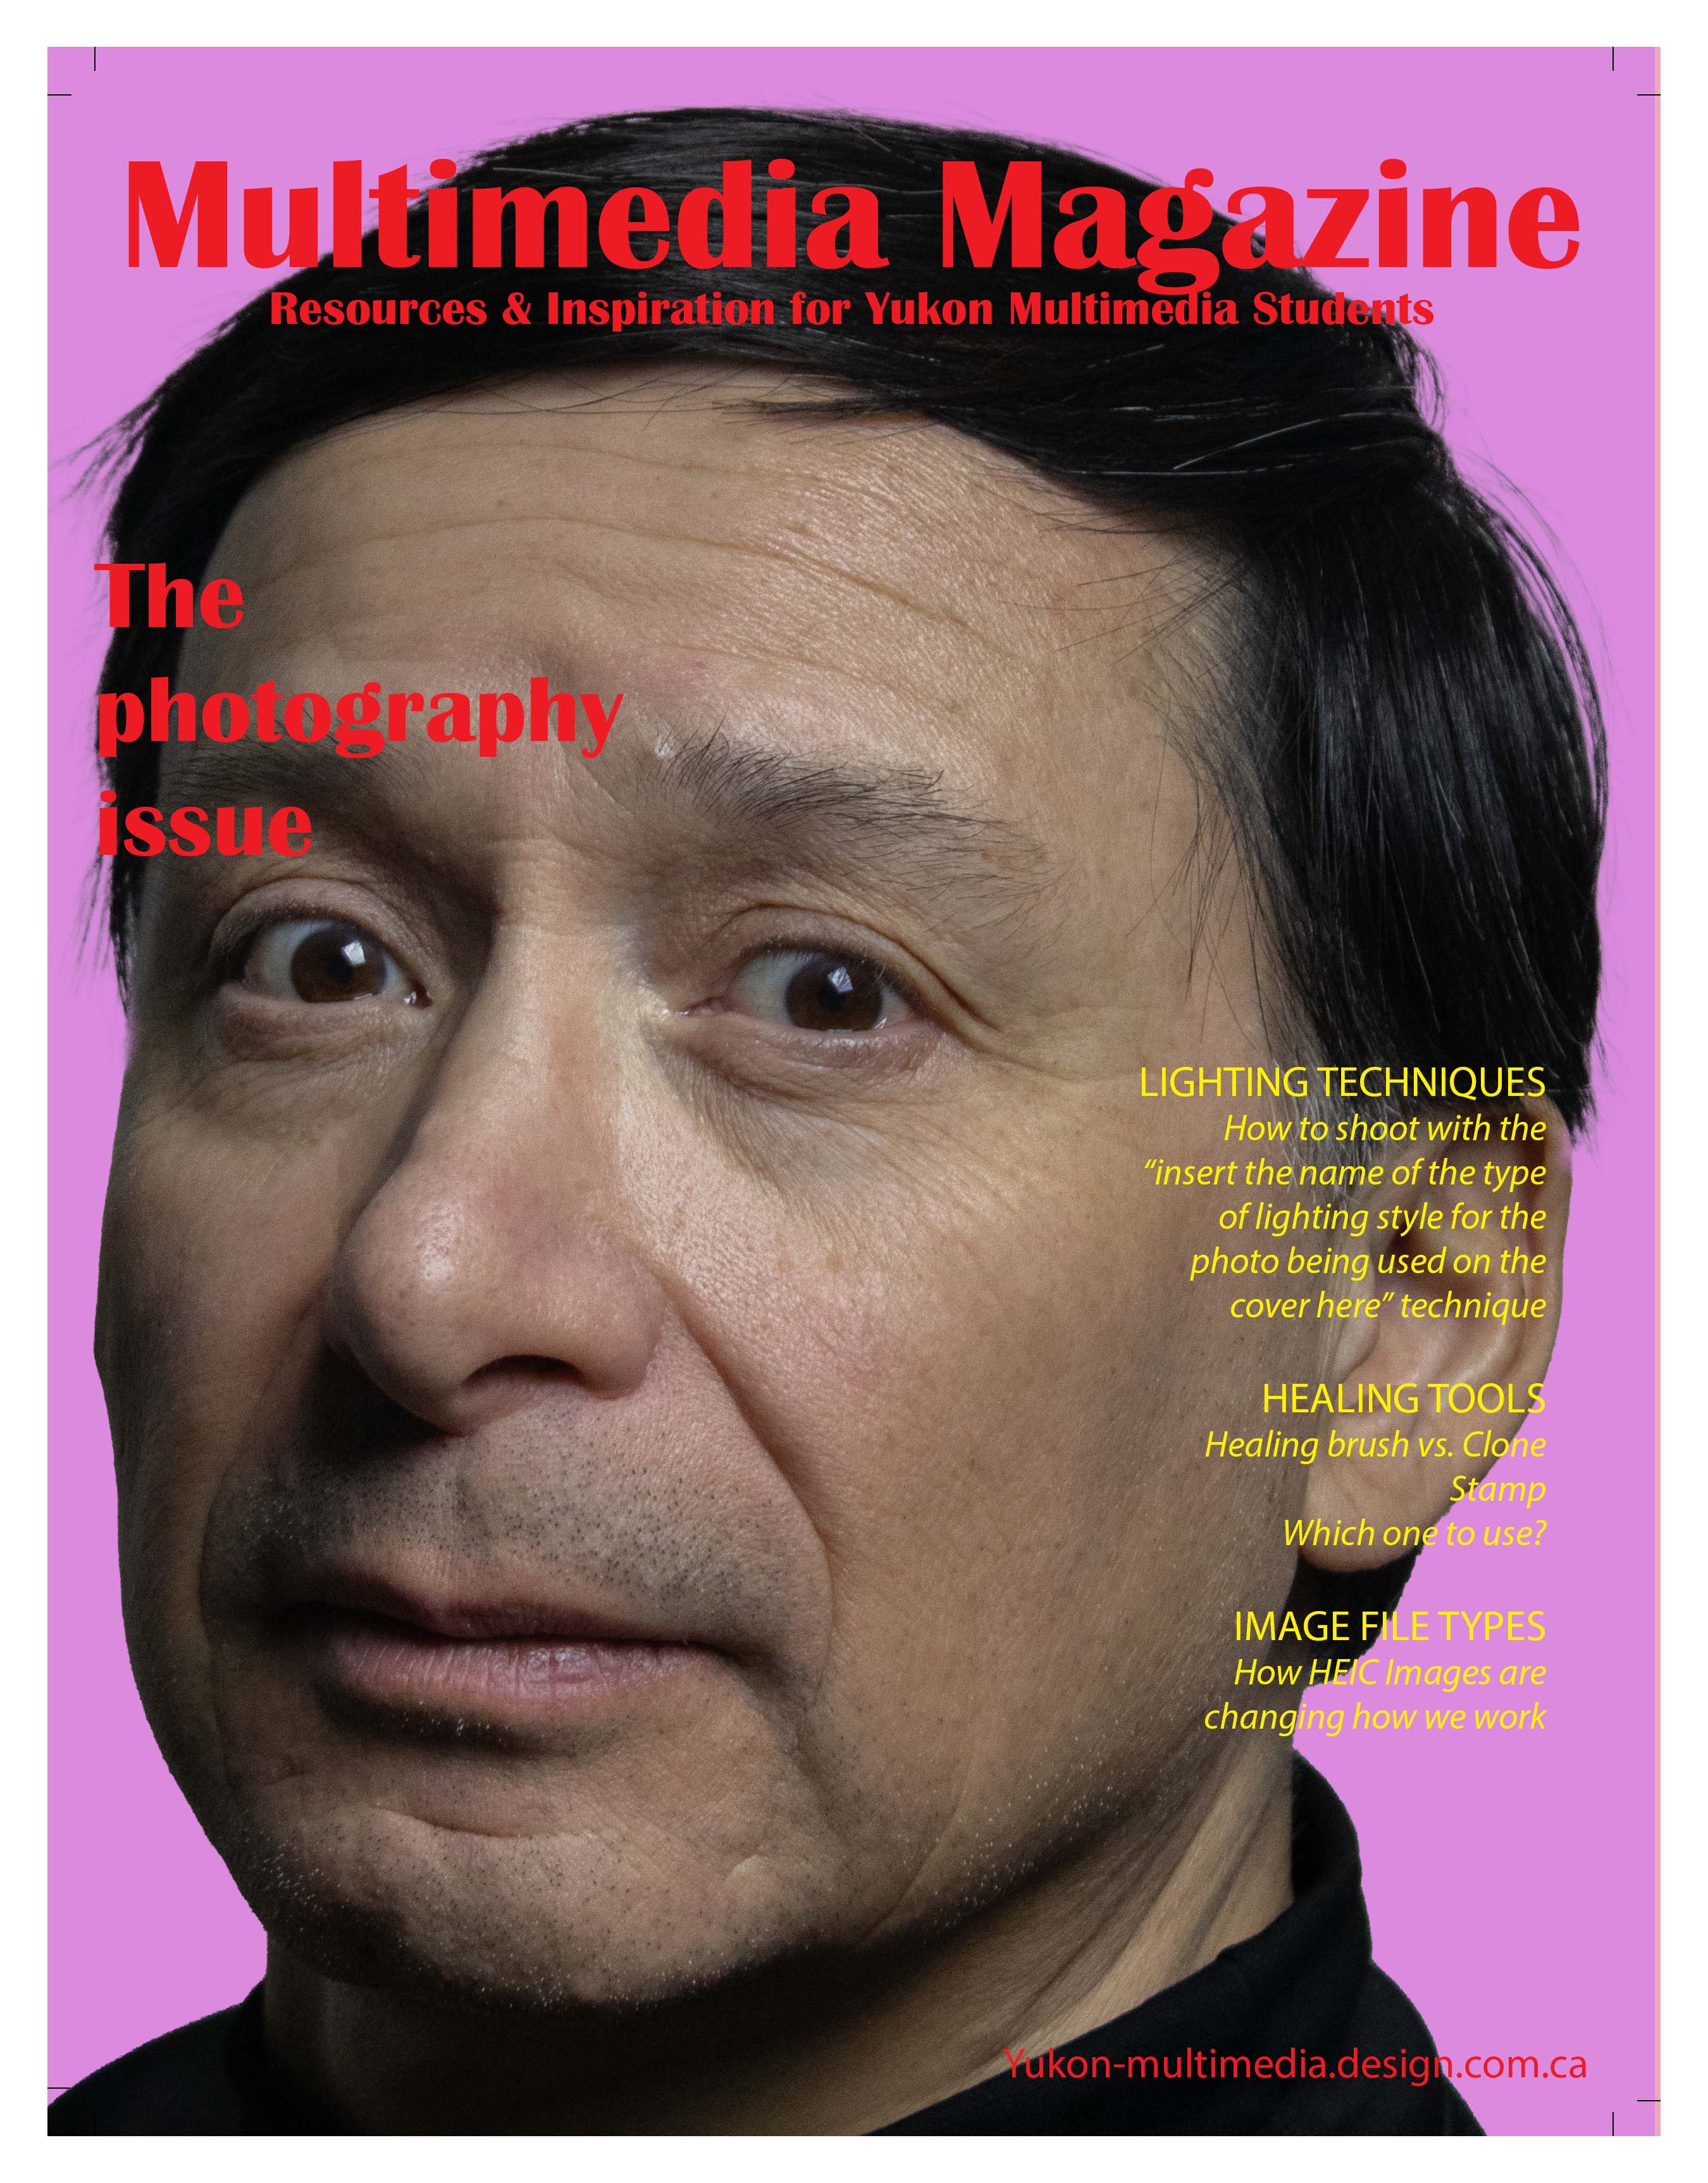 Multimedia Magazine
Resources & Inspiration for Yukon Multimedia Students
The
photography
issue
LIGHTING TECHNIQUES
How to shoot with the
“insert the name of the type
of lighting style for the
photo being used on the
cover here” technique
HEALING TOOLS
Healing brush vs. Clone
Stamp
Which one to use?
IMAGE FILE TYPES
How HEIC Images are
changing how we work
Yukon-multimedia.design.com.ca